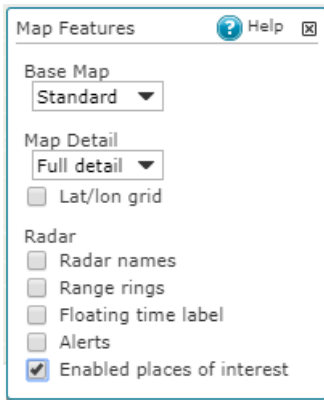 Map Features Help
Base Map
Standard
Map Detail
Full detail
Lat/lon grid
Radar
Radar names
Range rings
Floating time label
Alerts
Enabled places of interest